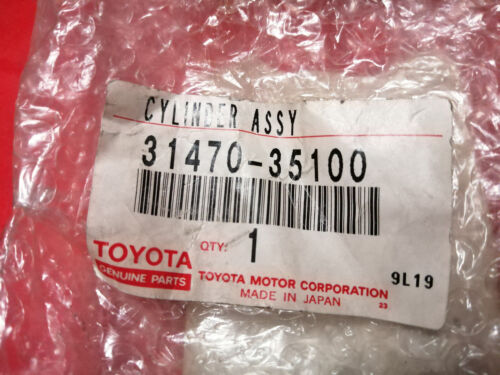 CYLINDER ASSY
31470-35100
TOYOTA QTY: 1
GENUINE PARTS TOYOTA MOTOR CORPORATION 9L19
MADE IN JAPAN 23